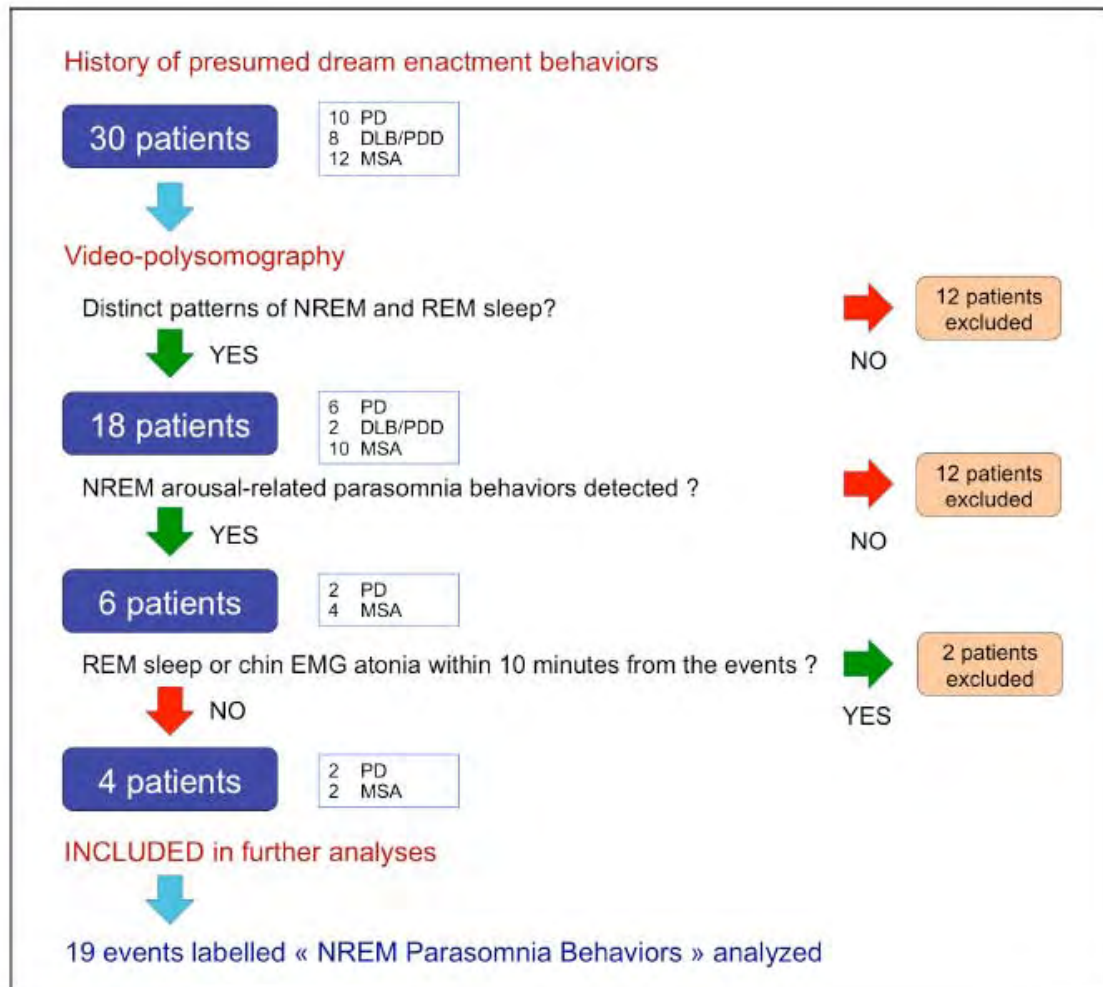 History of presumed dream enactment behaviors
30 patients
10 PD
8 DLB/PDD
12 MSA
Video-polysomography
Distinct patterns of NREM and REM sleep?
12 patients
excluded
YES
NO
18 patients
6 PD
2 DLB/PDD
10 MSA
NREM arousal-related parasomnia behaviors detected ?
12 patients
excluded
YES
NO
6 patients
2 PD
4 MSA
REM sleep or chin EMG atonia within 10 minutes from the events ?
2 patients
excluded
NO
YES
4 patients
2 PD
2 MSA
INCLUDED in further analyses
19 events labelled « NREM Parasomnia Behaviors » analyzed